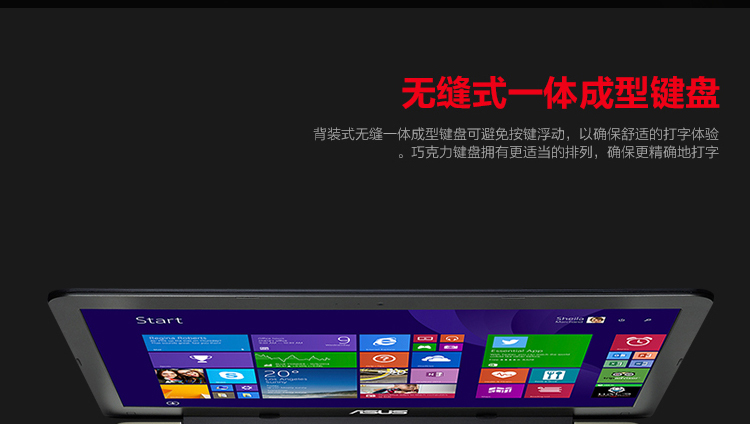 无缝式一体成型键盘
背装式无缝一体成型键盘可避免按键浮动，以确保舒适的打字体验
。巧克力键盘拥有更适当的排列，确保更精确地打字
Start
Sheila
Regina Roberts
9
Essential App
20°
Los Angeles
Sunny
HALO
ASUS